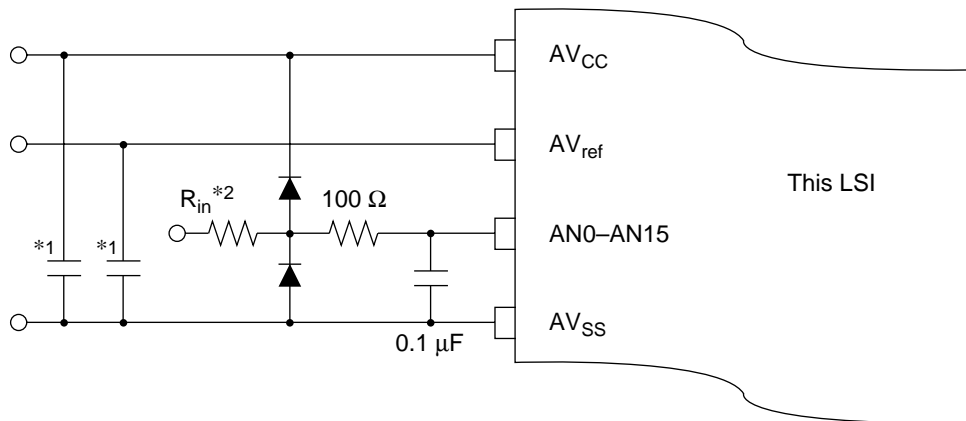 AVCC
AVref
This LSI
Rin*2
100 Ω
AN0–AN15
*1
*1
AVSS
0.1 μF